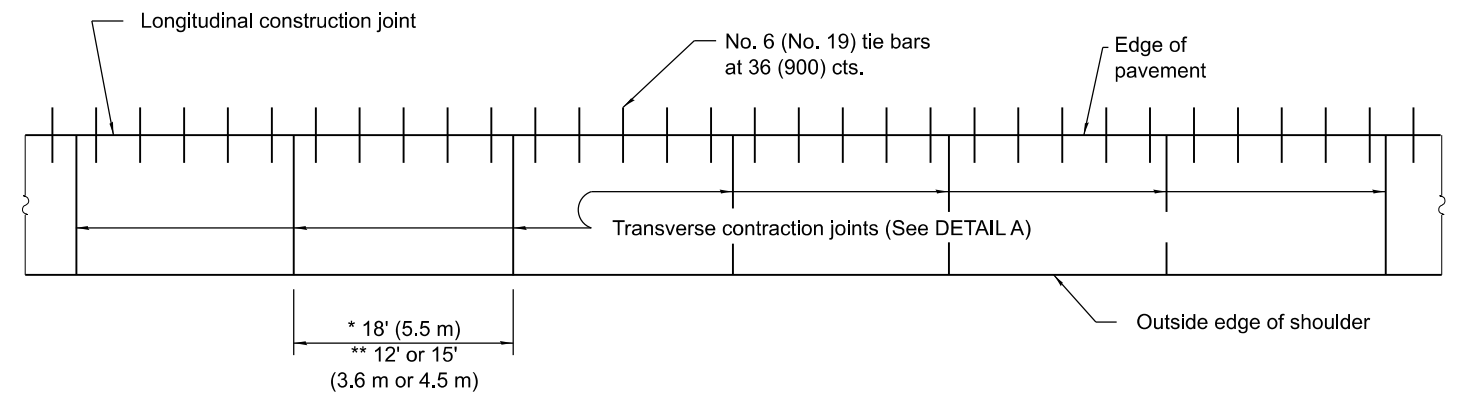 Longitudinal construction joint
No. 6 (No. 19) tie bars
at 36 (900) cts.
Edge of
pavement
Transverse contraction joints (See DETAIL A)
Outside edge of shoulder
* 18' (5.5 m)
** 12' or 15'
(3.6 m or 4.5 m)